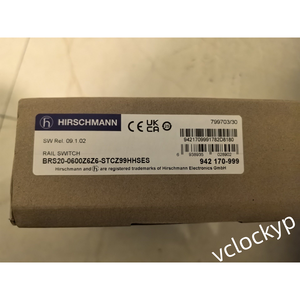 HIRSCHMANN
799703/30
SW Rel. 09.1.02
9421709991782D8160
RAIL SWITCH
BRS20-0600Z6Z6-STCZ99HHSES
942 170-999
Hirschmann and h are registered trademarks of Hirschmann Electronics GmbH
vclockyp